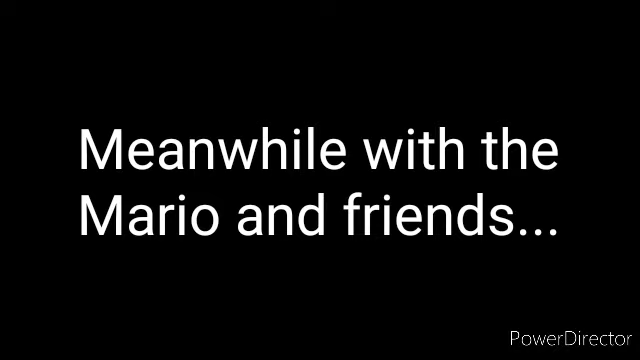 Meanwhile with the
Mario and friends...
PowerDirector